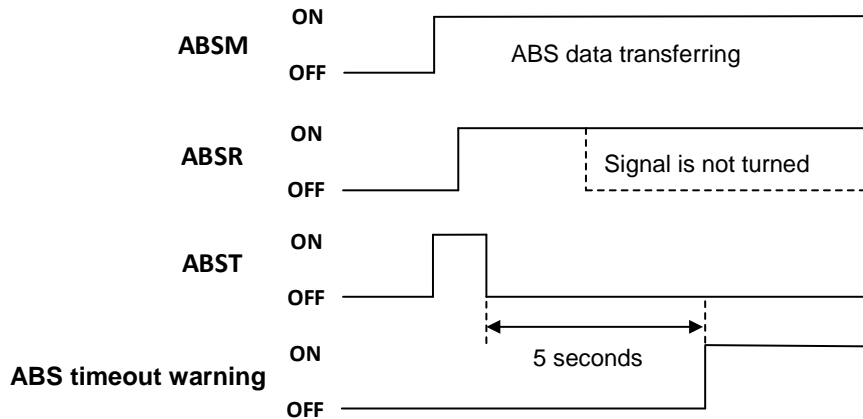 ON
ABSM
ABS data transferring
OFF
ON
ABSR
Signal is not turned
OFF
ON
ABST
OFF
ON
5 seconds
ABS timeout warning
OFF